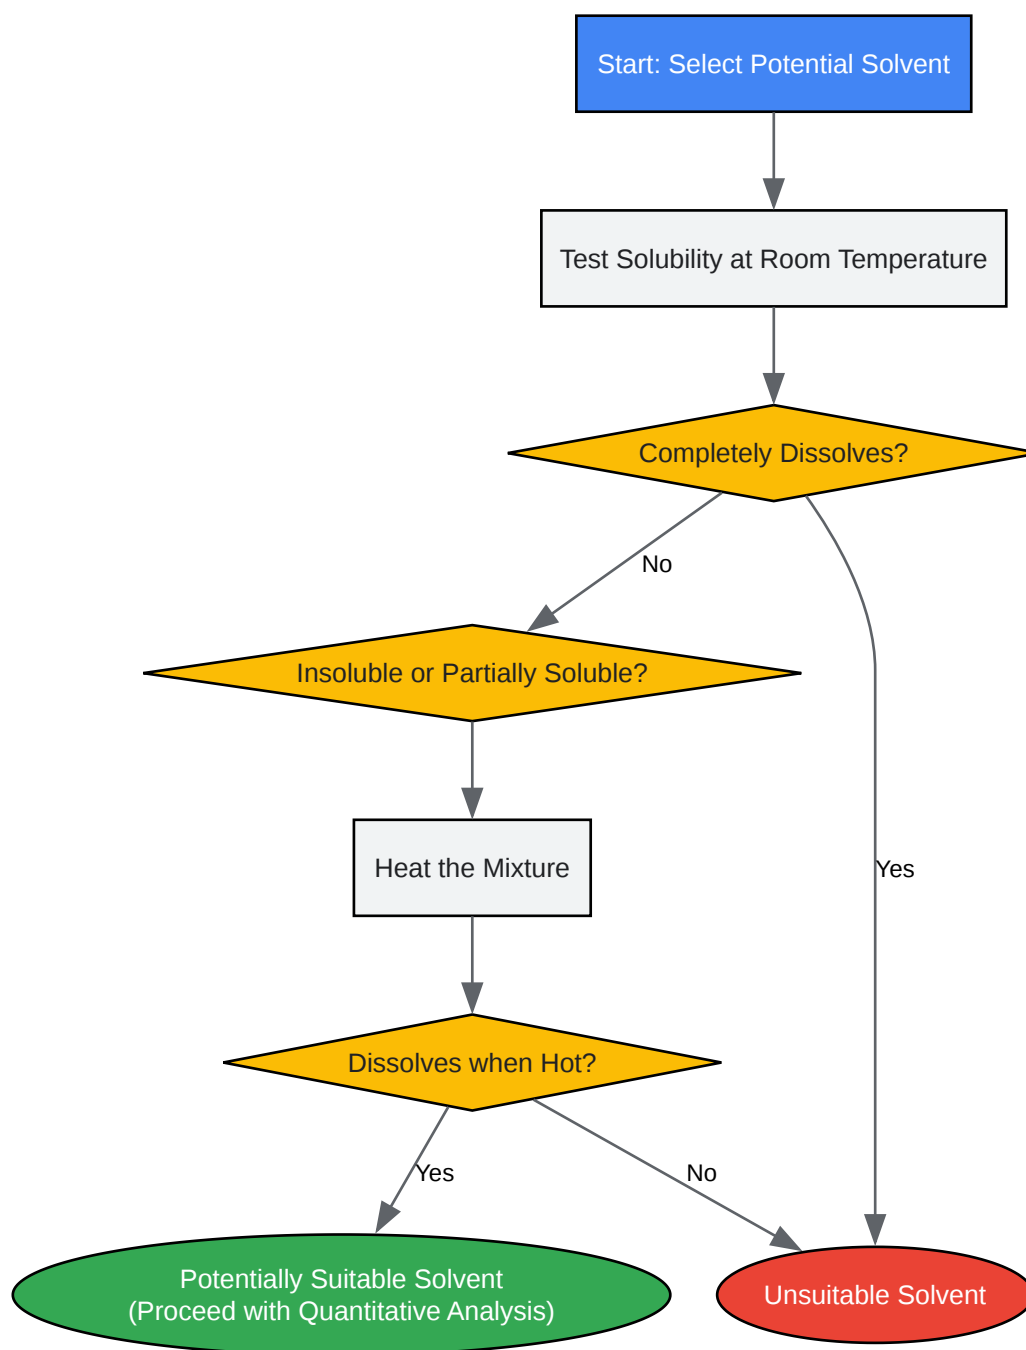 Start: Select Potential Solvent
Test Solubility at Room Temperature
Completely Dissolves?
No
Insoluble or Partially Soluble?
Heat the Mixture
Yes
Dissolves when Hot?
Yes
No
Potentially Suitable Solvent
(Proceed with Quantitative Analysis)
Unsuitable Solvent